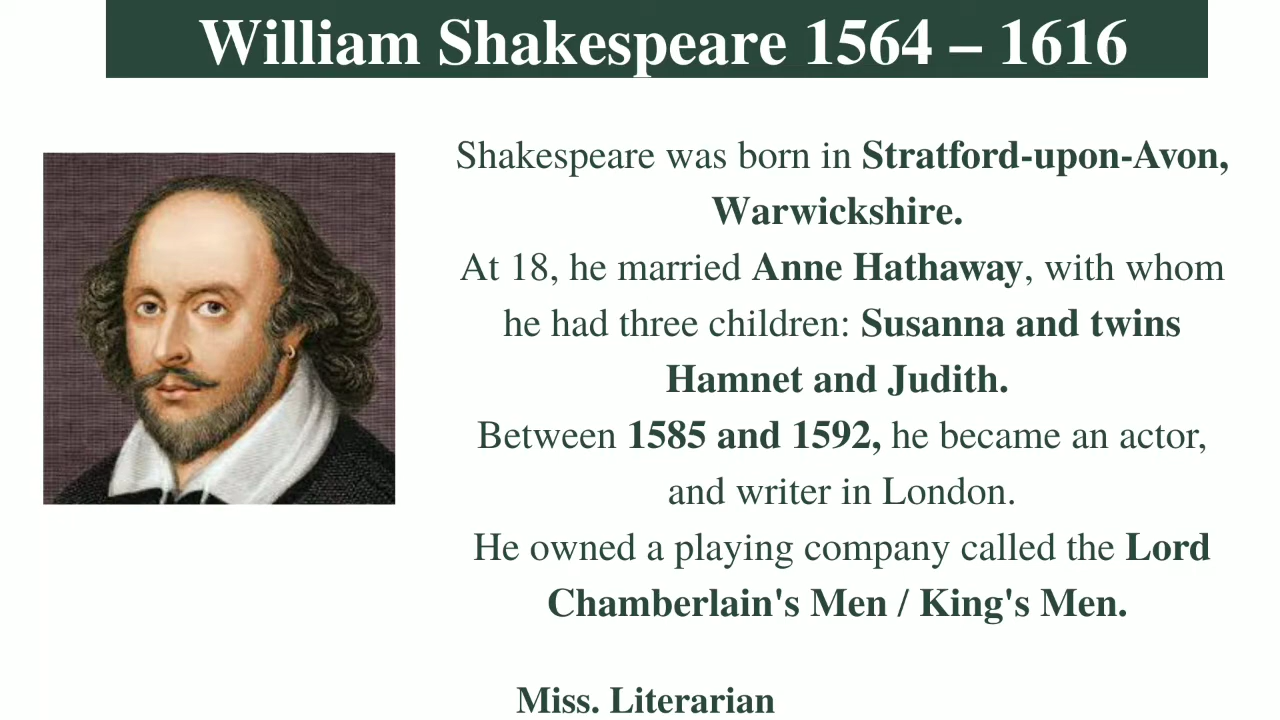 William Shakespeare 1564 – 1616
Shakespeare was born in Stratford-upon-Avon,
Warwickshire.
At 18, he married Anne Hathaway, with whom
he had three children: Susanna and twins
Hamnet and Judith.
Between 1585 and 1592, he became an actor,
and writer in London.
He owned a playing company called the Lord
Chamberlain's Men / King's Men.
Miss. Literarian